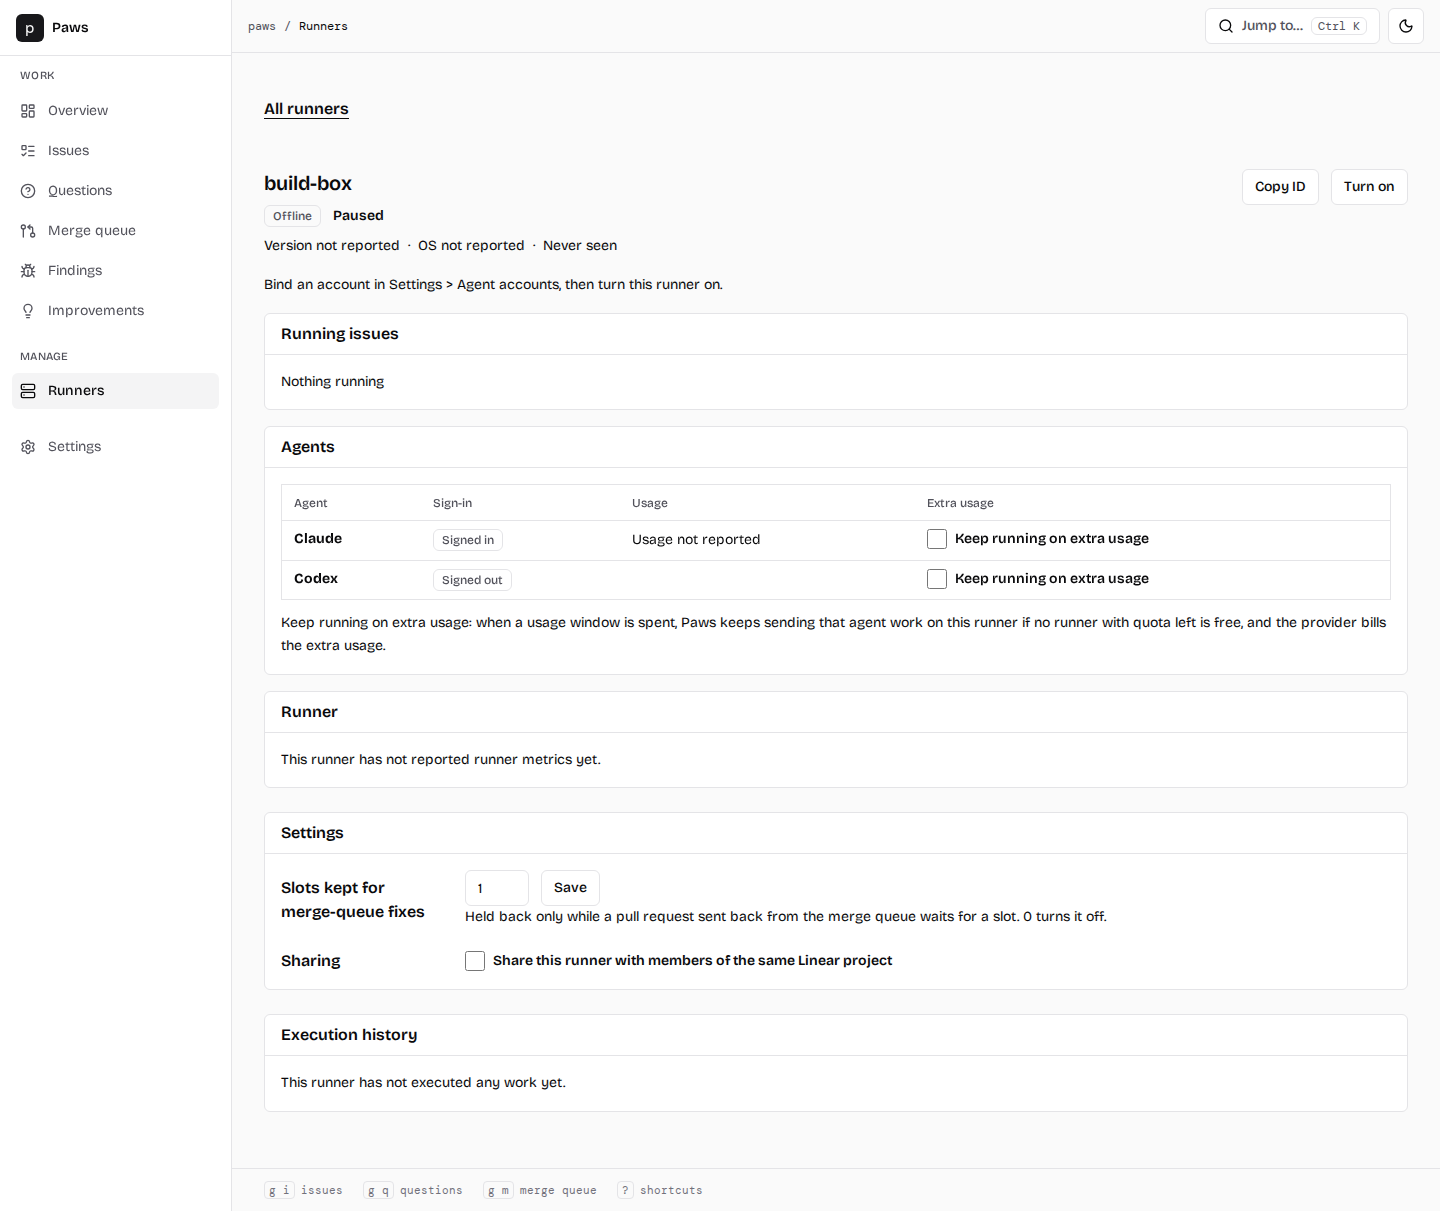 p Paws
paws / Runners
Jump to... Ctrl K
WORK
Overview
Issues
Questions
Merge queue
Findings
Improvements
MANAGE
Runners
Settings
All runners
build-box
Copy ID
Turn on
Offline Paused
Version not reported · OS not reported · Never seen
Bind an account in Settings > Agent accounts, then turn this runner on.
Running issues
Nothing running
Agents
Agent Sign-in Usage Extra usage
Claude Signed in Usage not reported Keep running on extra usage
Codex Signed out Keep running on extra usage
Keep running on extra usage: when a usage window is spent, Paws keeps sending that agent work on this runner if no runner with quota left is free, and the provider bills
the extra usage.
Runner
This runner has not reported runner metrics yet.
Settings
Slots kept for
merge-queue fixes
1 Save
Held back only while a pull request sent back from the merge queue waits for a slot. 0 turns it off.
Sharing
Share this runner with members of the same Linear project
Execution history
This runner has not executed any work yet.
g i issues g q questions g m merge queue ? shortcuts